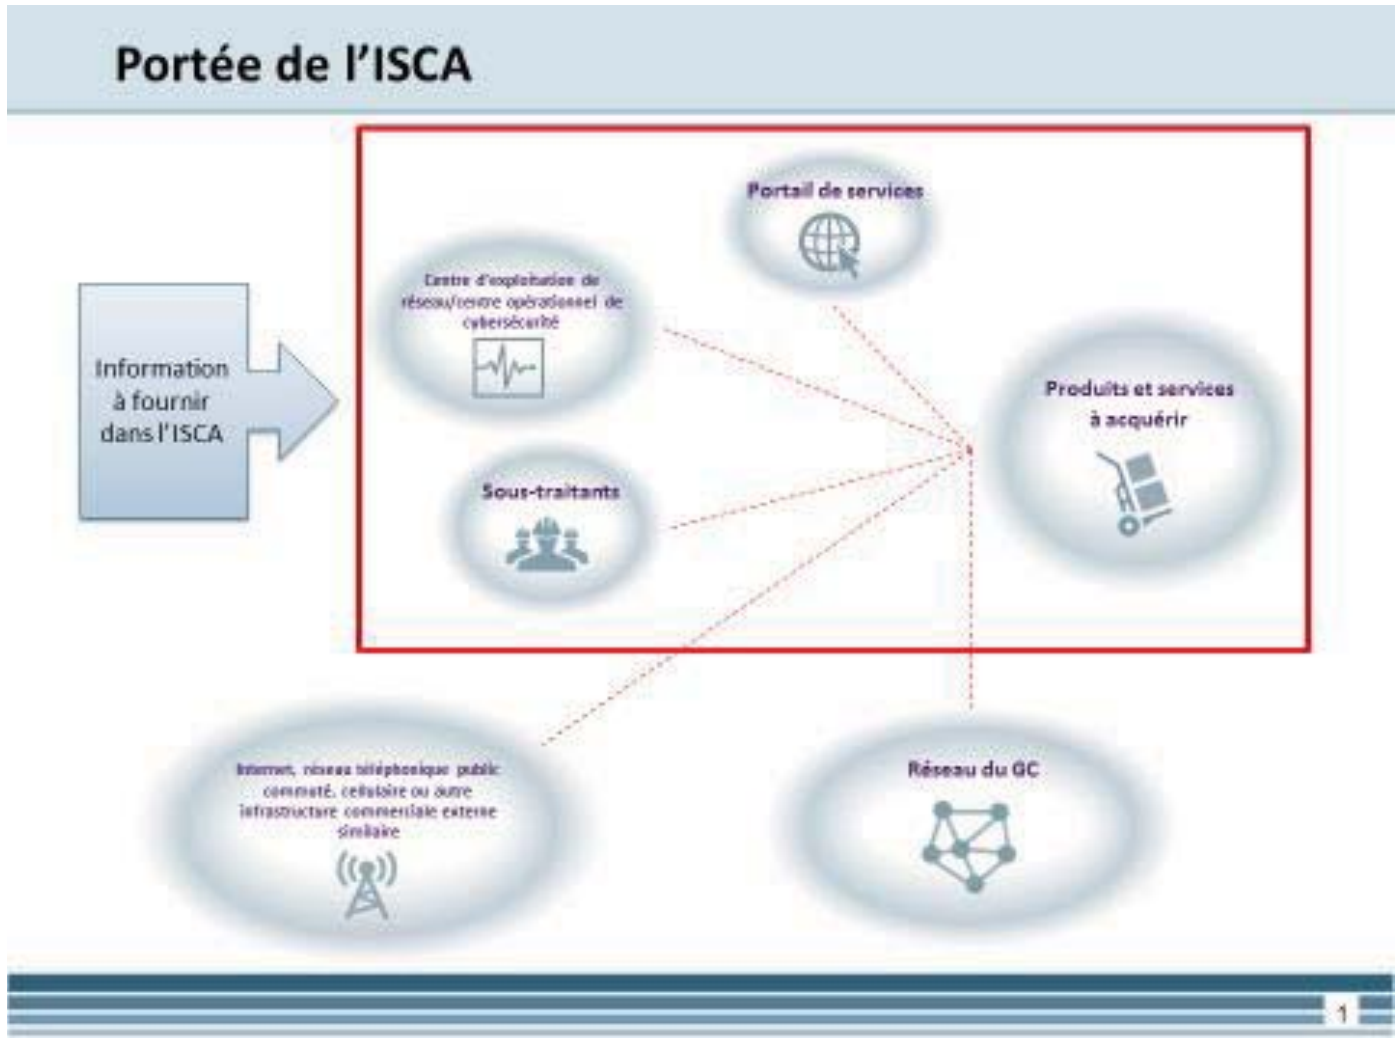 Portée de l'ISCA
Portail de services
Centre d'exploitation de
réseau/centre opérationnel de
cybersécurité
Information
à fournir
dans l'ISCA
Produits et services
à acquérir
Sous-traitants
Internet, réseau téléphonique public
commuté, cellulaire ou autre
infrastructure commerciale externe
similaire
Réseau du GC
1